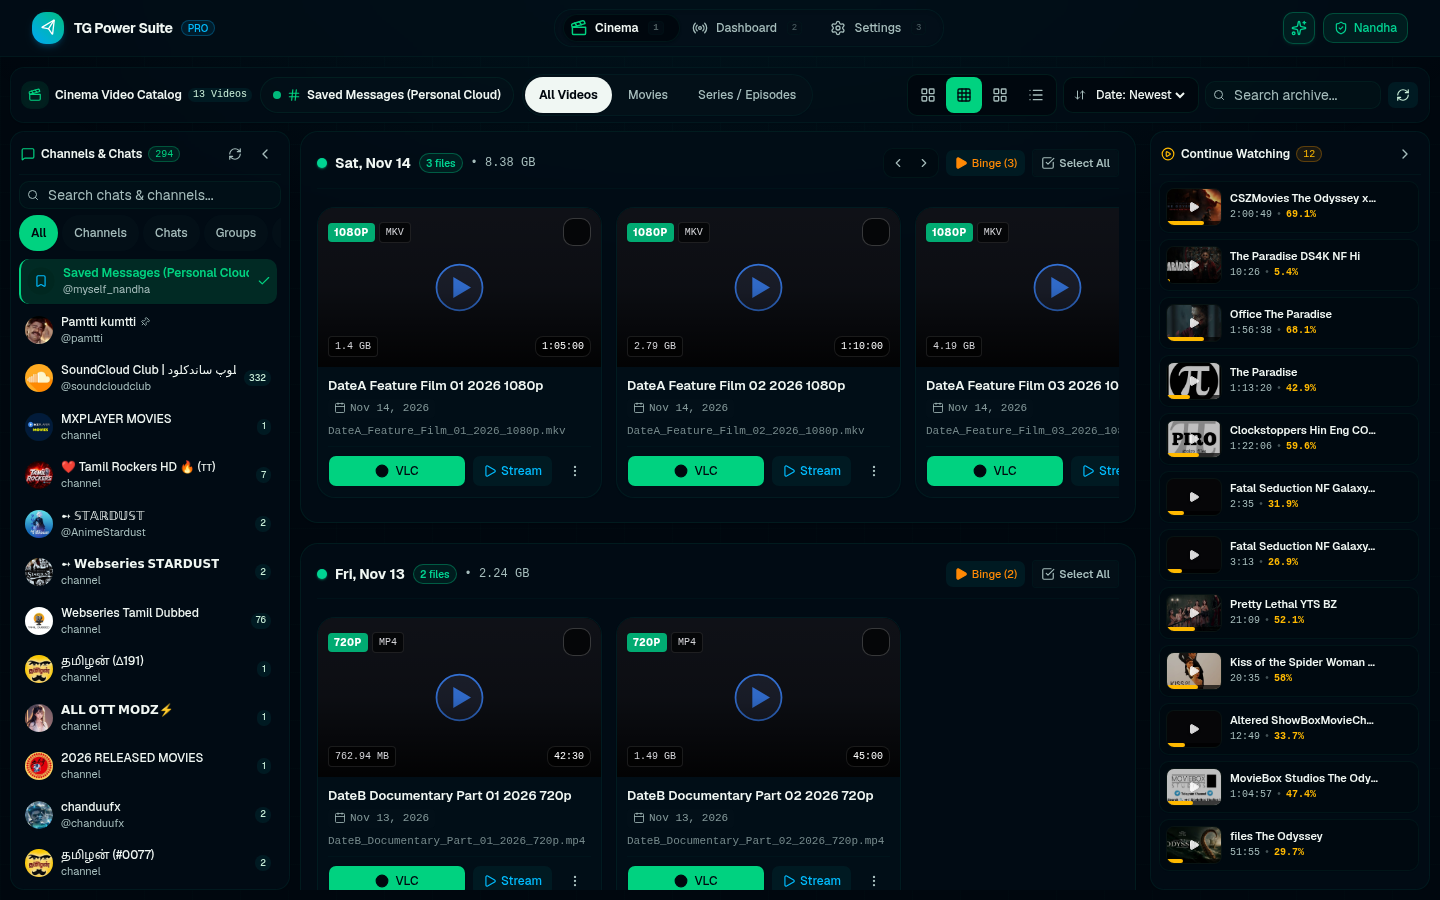 TG Power Suite PRO
Cinema 1
Dashboard 2
Settings 3
Nandha
Cinema Video Catalog 13 Videos
# Saved Messages (Personal Cloud)
All Videos
Movies
Series / Episodes
Date: Newest
Search archive...
Channels & Chats 294
Search chats & channels...
All
Channels
Chats
Groups
Saved Messages (Personal Cloud
@myself_nandha
Pamtti kumtti
@pamtti
SoundCloud Club | لوپ ساندکلود
@soundcloudclub
332
MXPLAYER MOVIES
channel
1
❤️ Tamil Rockers HD 🔥 (тт)
channel
7
➻ 𝕊𝕋𝔸ℝ𝔻𝕌𝕊𝕋
@AnimeStardust
2
➻ 𝗪𝗲𝗯𝘀𝗲𝗿𝗶𝗲𝘀 𝗦𝗧𝗔𝗥𝗗𝗨𝗦𝗧
channel
2
Webseries Tamil Dubbed
channel
76
தமிழன் (Δ191)
channel
1
𝗔𝗟𝗟 𝗢𝗧𝗧 𝗠𝗢𝗗𝗭⚡
channel
1
2026 RELEASED MOVIES
channel
1
chanduufx
@chanduufx
2
தமிழன் (#0077)
channel
2
Sat, Nov 14 3 files • 8.38 GB
Binge (3)
Select All
1080P MKV
1.4 GB 1:05:00
DateA Feature Film 01 2026 1080p
Nov 14, 2026
DateA_Feature_Film_01_2026_1080p.mkv
VLC Stream
1080P MKV
2.79 GB 1:10:00
DateA Feature Film 02 2026 1080p
Nov 14, 2026
DateA_Feature_Film_02_2026_1080p.mkv
VLC Stream
1080P MKV
4.19 GB
DateA Feature Film 03 2026 10
Nov 14, 2026
DateA_Feature_Film_03_2026_108
VLC Stre
Fri, Nov 13 2 files • 2.24 GB
Binge (2)
Select All
720P MP4
762.94 MB 42:30
DateB Documentary Part 01 2026 720p
Nov 13, 2026
DateB_Documentary_Part_01_2026_720p.mp4
VLC Stream
720P MP4
1.49 GB 45:00
DateB Documentary Part 02 2026 720p
Nov 13, 2026
DateB_Documentary_Part_02_2026_720p.mp4
VLC Stream
Continue Watching 12
CSZMovies The Odyssey x...
2:00:49 • 69.1%
The Paradise DS4K NF Hi
10:26 • 5.4%
Office The Paradise
1:56:38 • 68.1%
The Paradise
1:13:20 • 42.9%
Clockstoppers Hin Eng CO...
1:22:06 • 59.6%
Fatal Seduction NF Galaxy...
2:35 • 31.9%
Fatal Seduction NF Galaxy...
3:13 • 26.9%
Pretty Lethal YTS BZ
21:09 • 52.1%
Kiss of the Spider Woman ...
20:35 • 58%
Altered ShowBoxMovieCh...
12:49 • 33.7%
MovieBox Studios The Ody...
1:04:57 • 47.4%
files The Odyssey
51:55 • 29.7%